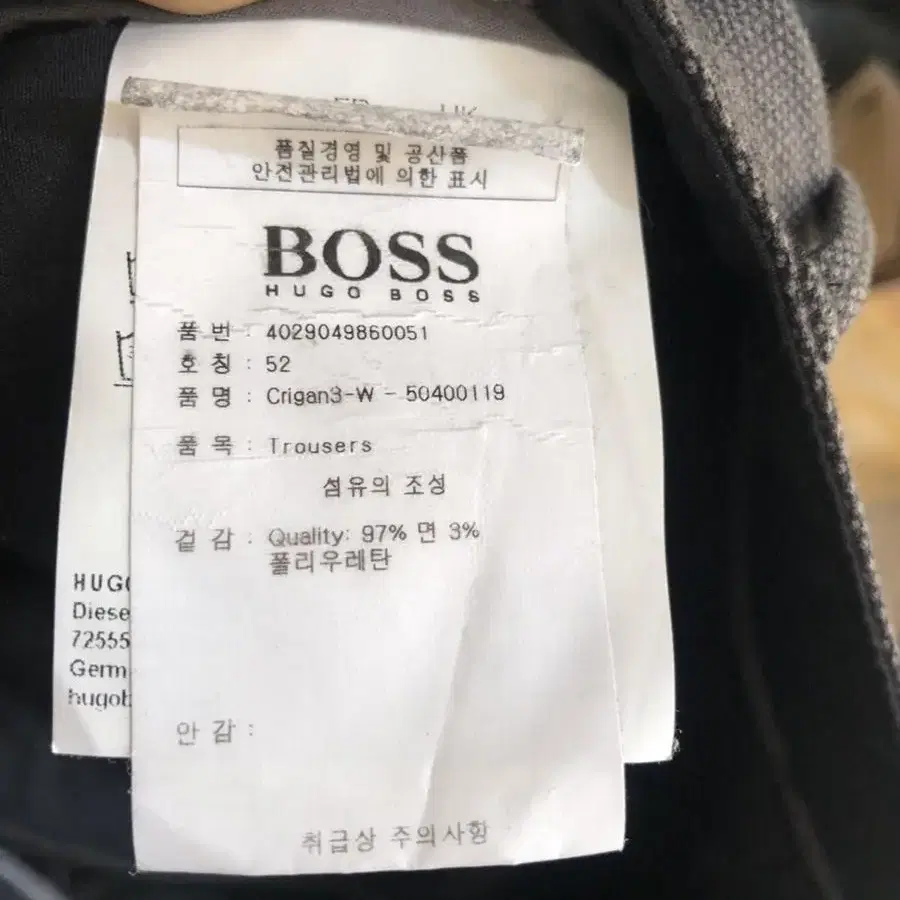 품질경영 및 공산품
안전관리법에 의한 표시
BOSS
HUGO BOSS
품 번 : 4029049860051
호 칭 : 52
품 명 : Crigan3-W - 50400119
품 목 : Trousers
섬유의 조성
겉 감 : Quality: 97% 면 3%
폴리우레탄
안 감 :
취급상 주의사항
HUG
Diese
72555
Germ
hugob